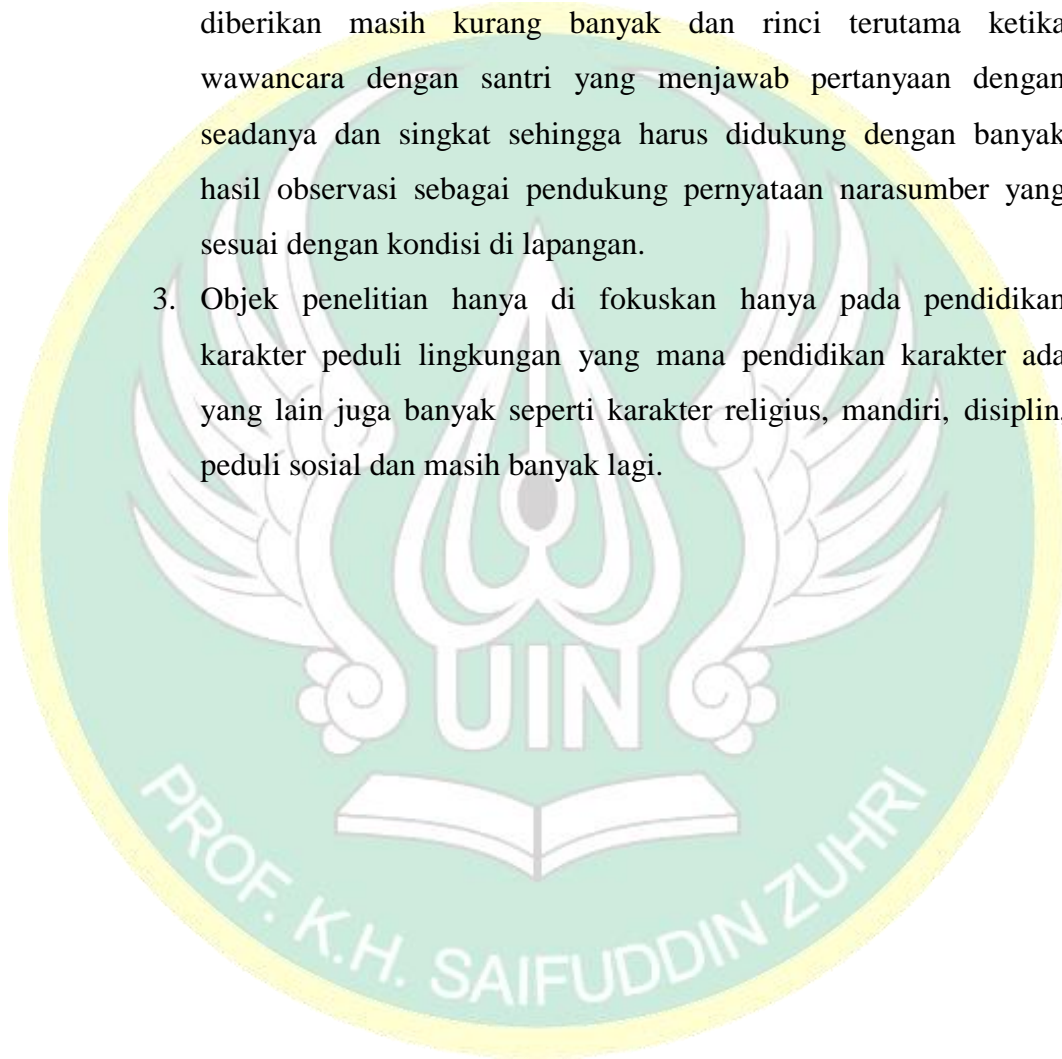 diberikan masih kurang banyak dan rinci terutama ketika
wawancara dengan santri yang menjawab pertanyaan dengan
seadanya dan singkat sehingga harus didukung dengan banyak
hasil observasi sebagai pendukung pernyataan narasumber yang
sesuai dengan kondisi di lapangan.
3. Objek penelitian hanya di fokuskan hanya pada pendidikan
karakter peduli lingkungan yang mana pendidikan karakter ada
yang lain juga banyak seperti karakter religius, mandiri, disiplin,
peduli sosial dan masih banyak lagi.
UIN
PROF. K.H. SAIFUDDIN ZUHRI